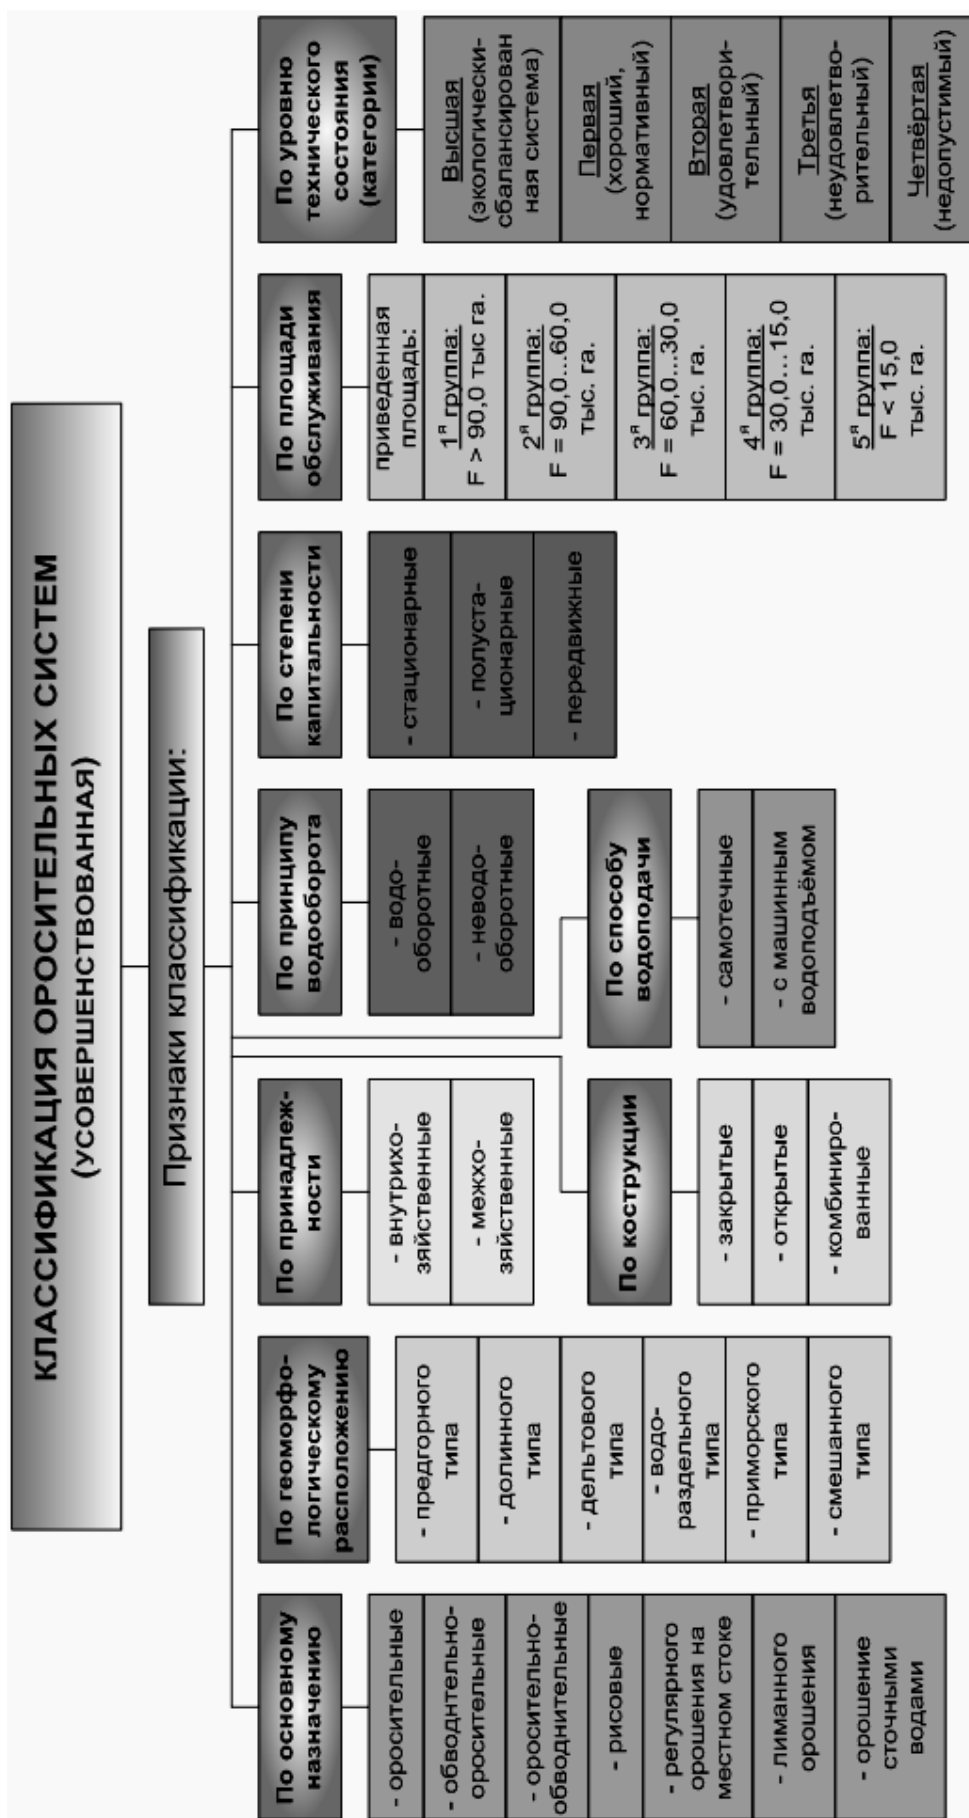 КЛАССИФИКАЦИЯ ОРОСИТЕЛЬНЫХ СИСТЕМ
(УСОВЕРШЕНСТВОВАННАЯ)
Признаки классификации:
По основному
назначению
- оросительные
- обводнтельно-
оросительные
- оросительно-
обводнительные
- рисовые
- регулярного
орошения на
местном стоке
- лиманного
орошения
- орошение
сточными
водами
По геоморфо-
логическому
расположению
- предгорного
типа
- долинного
типа
- дельтового
типа
- водо-
раздельного
типа
- приморского
типа
- смешанного
типа
По принадлеж-
ности
- внутрихо-
зяйственные
- межхо-
зяйственные
По кострукции
- закрытые
- открытые
- комбиниро-
ванные
По принципу
водооборота
- водо-
оборотные
- неводо-
оборотные
По способу
водоподачи
- самотечные
- с машинным
водоподъёмом
По степени
капитальности
- стационарные
- полуста-
ционарные
- передвижные
По площади
обслуживания
приведенная
площадь:
1я группа:
F > 90,0 тыс га.
2я группа:
F = 90,0...60,0
тыс. га.
3я группа:
F = 60,0...30,0
тыс. га.
4я группа:
F = 30,0...15,0
тыс. га.
5я группа:
F < 15,0
тыс. га.
По уровню
технического
состояния
(категории)
Высшая
(экологически-
сбалансирован
ная система)
Первая
(хороший,
нормативный)
Вторая
(удовлетвори-
тельный)
Третья
(неудовлетво-
рительный)
Четвёртая
(недопустимый)